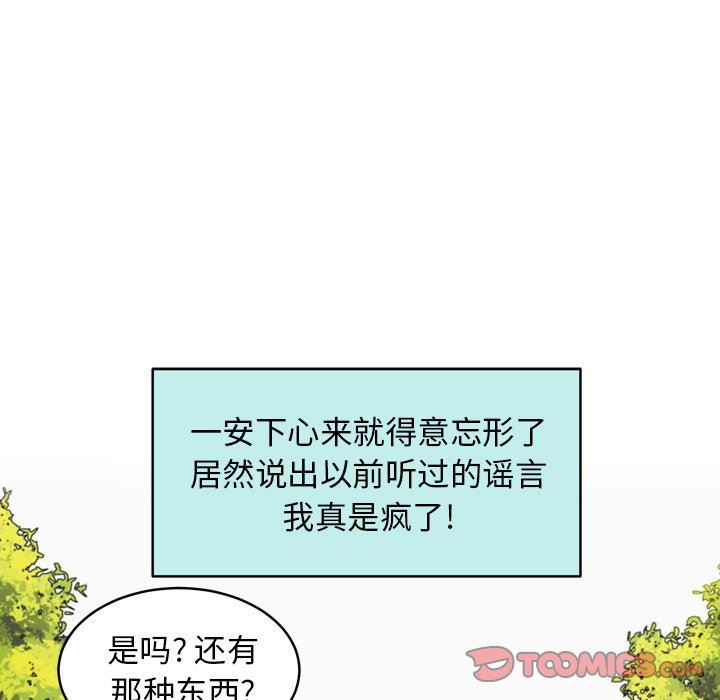 一安下心来就得意忘形了
居然说出以前听过的谣言
我真是疯了!
是吗? 还有
那种东西?
TOOMICS.COM